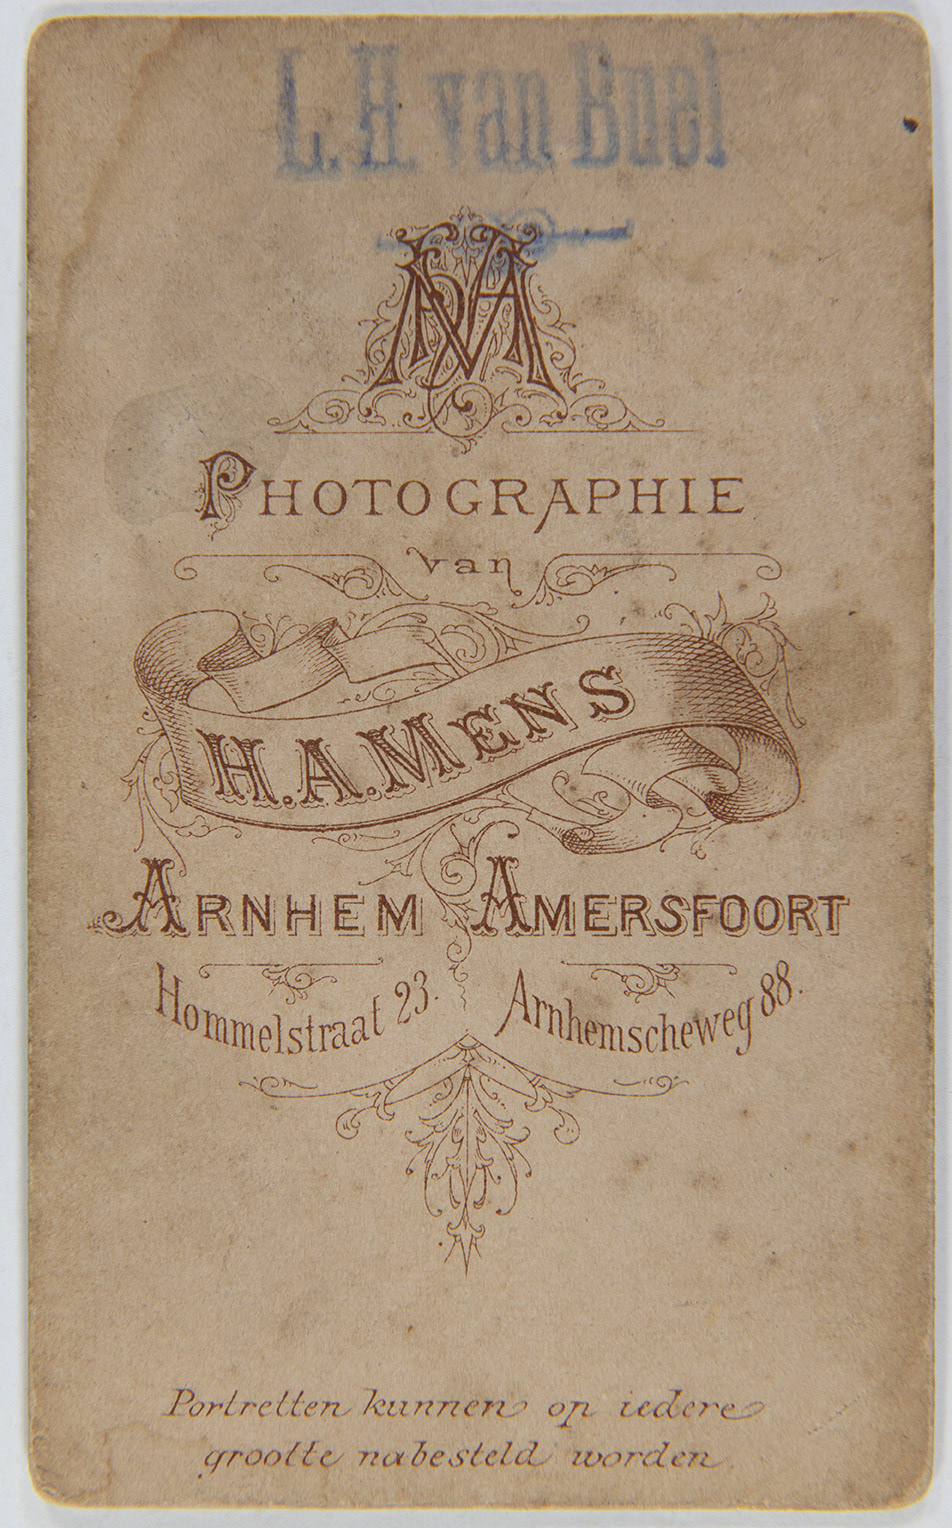 L.H. van Buel
PHOTOGRAPHIE
van
H.A.MENS
ARNHEM AMERSFOORT
Hommelstraat 23. Arnhemscheweg 88.
Portretten kunnen op iedere
grootte nabesteld worden